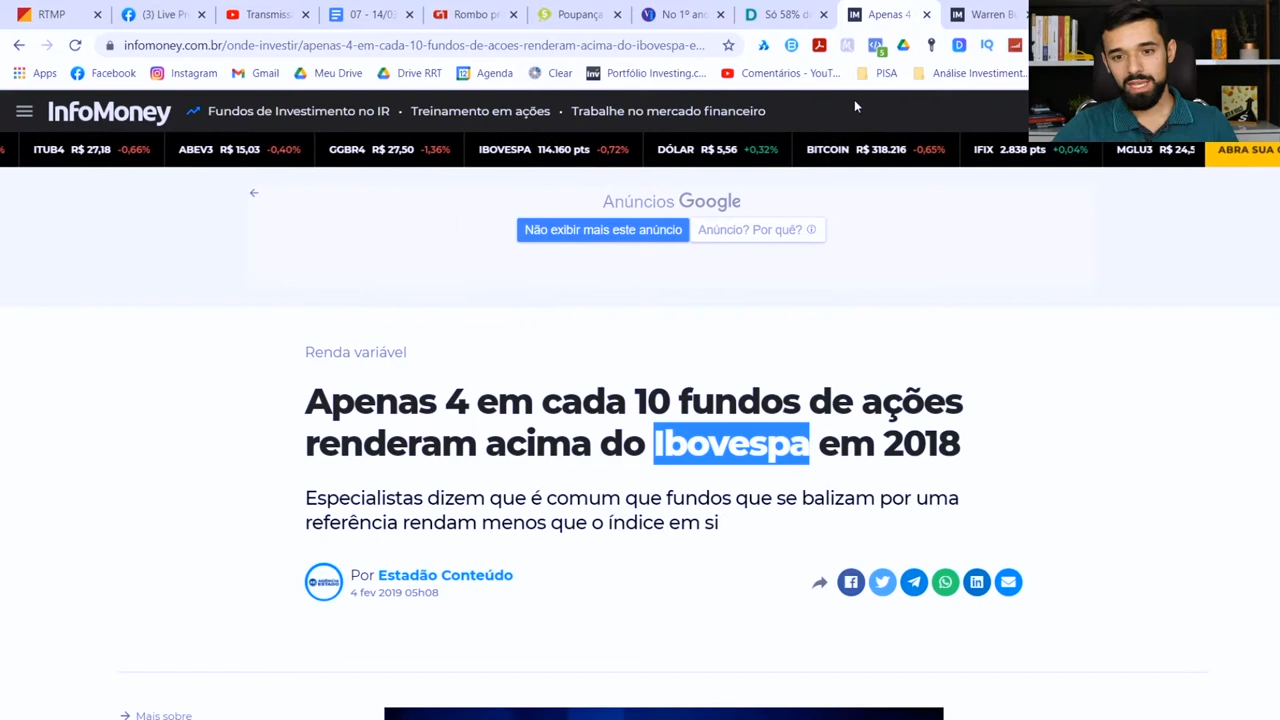 RTMP
(3) Live Pr
Transmiss
07 - 14/03
Rombo pr
Poupança
No 1º ano
Só 58% d
Apenas 4
Warren Bu
infomoney.com.br/onde-investir/apenas-4-em-cada-10-fundos-de-acoes-renderam-acima-do-ibovespa-e...
Apps
Facebook
Instagram
Gmail
Meu Drive
Drive RRT
Agenda
Clear
Portfólio Investing.c...
Comentários - YouT...
PISA
Análise Investiment...
InfoMoney
Fundos de Investimento no IR • Treinamento em ações • Trabalhe no mercado financeiro
ITUB4 R$ 27,18 -0,66% ABEV3 R$ 15,03 -0,40% GGBR4 R$ 27,50 -1,36% IBOVESPA 114.160 pts -0,72% DÓLAR R$ 5,56 +0,32% BITCOIN R$ 318.216 -0,65% IFIX 2.838 pts +0,04% MGLU3 R$ 24,5 ABRA SUA
Anúncios Google
Não exibir mais este anúncio
Anúncio? Por quê?
Renda variável
Apenas 4 em cada 10 fundos de ações
renderam acima do Ibovespa em 2018
Especialistas dizem que é comum que fundos que se balizam por uma
referência rendam menos que o índice em si
Por Estadão Conteúdo
4 fev 2019 05h08
Mais sobre